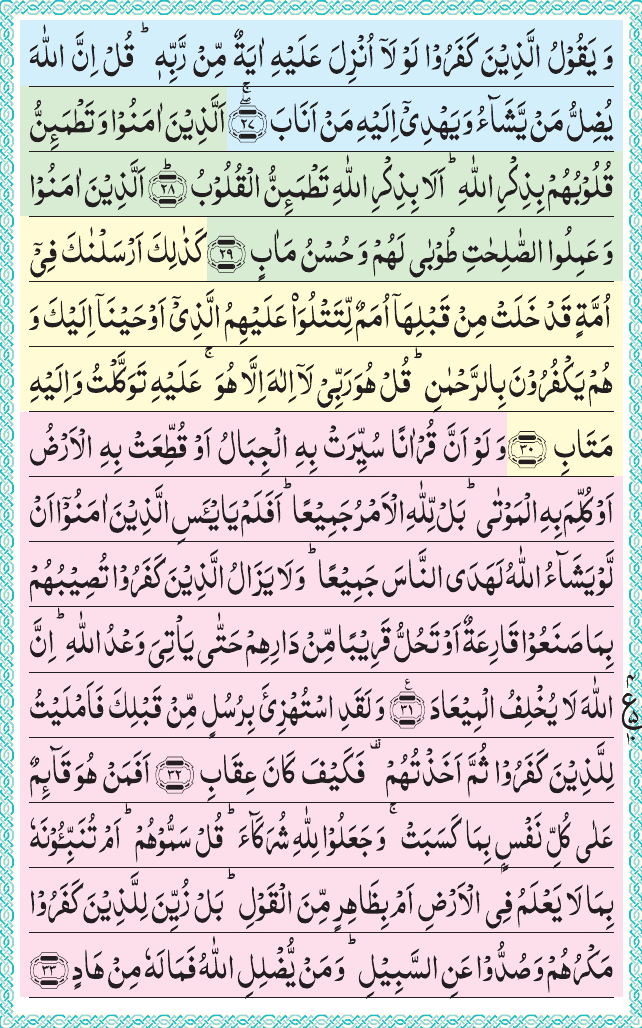 وَ يَقُوْلُ الَّذِيْنَ كَفَرُوْا لَوْ لَاۤ اُنْزِلَ عَلَيْهِ اٰيَةٌ مِّنْ رَّبِّهٖ ؕ قُلْ اِنَّ اللّٰهَ
يُضِلُّ مَنْ يَّشَآءُ وَ يَهْدِيْۤ اِلَيْهِ مَنْ اَنَابَ ۖۚ ﴿۲۷﴾ اَلَّذِيْنَ اٰمَنُوْا وَ تَطْمَىِٕنُّ
قُلُوْبُهُمْ بِذِكْرِ اللّٰهِ ؕ اَلَا بِذِكْرِ اللّٰهِ تَطْمَىِٕنُّ الْقُلُوْبُ ؕ ﴿۲۸﴾ اَلَّذِيْنَ اٰمَنُوْا
وَ عَمِلُوا الصّٰلِحٰتِ طُوْبٰى لَهُمْ وَ حُسْنُ مَاٰبٍ ﴿۲۹﴾ كَذٰلِكَ اَرْسَلْنٰكَ فِيْۤ
اُمَّةٍ قَدْ خَلَتْ مِنْ قَبْلِهَاۤ اُمَمٌ لِّتَتْلُوَاۡ عَلَيْهِمُ الَّذِيْۤ اَوْحَيْنَاۤ اِلَيْكَ وَ
هُمْ يَكْفُرُوْنَ بِالرَّحْمٰنِ ؕ قُلْ هُوَ رَبِّيْ لَاۤ اِلٰهَ اِلَّا هُوَ ۚ عَلَيْهِ تَوَكَّلْتُ وَ اِلَيْهِ
مَتَابِ ﴿۳۰﴾ وَ لَوْ اَنَّ قُرْاٰنًا سُيِّرَتْ بِهِ الْجِبَالُ اَوْ قُطِّعَتْ بِهِ الْاَرْضُ
اَوْ كُلِّمَ بِهِ الْمَوْتٰى ؕ بَلْ لِّلّٰهِ الْاَمْرُ جَمِيْعًا ؕ اَفَلَمْ يَايْـَٔسِ الَّذِيْنَ اٰمَنُوْۤا اَنْ
لَّوْ يَشَآءُ اللّٰهُ لَهَدَى النَّاسَ جَمِيْعًا ؕ وَ لَا يَزَالُ الَّذِيْنَ كَفَرُوْا تُصِيْبُهُمْ
بِمَا صَنَعُوْا قَارِعَةٌ اَوْ تَحُلُّ قَرِيْبًا مِّنْ دَارِهِمْ حَتّٰى يَاْتِيَ وَعْدُ اللّٰهِ ؕ اِنَّ
اللّٰهَ لَا يُخْلِفُ الْمِيْعَادَ ﴿۳۱﴾ ع وَ لَقَدِ اسْتُهْزِئَ بِرُسُلٍ مِّنْ قَبْلِكَ فَاَمْلَيْتُ
لِلَّذِيْنَ كَفَرُوْا ثُمَّ اَخَذْتُهُمْ ۫ فَكَيْفَ كَانَ عِقَابِ ﴿۳۲﴾ اَفَمَنْ هُوَ قَآىِٕمٌ
عَلٰى كُلِّ نَفْسٍۭ بِمَا كَسَبَتْ ۚ وَ جَعَلُوْا لِلّٰهِ شُرَكَآءَ ؕ قُلْ سَمُّوْهُمْ ؕ اَمْ تُنَبِّـُٔوْنَهٗ
بِمَا لَا يَعْلَمُ فِي الْاَرْضِ اَمْ بِظَاهِرٍ مِّنَ الْقَوْلِ ؕ بَلْ زُيِّنَ لِلَّذِيْنَ كَفَرُوْا
مَكْرُهُمْ وَ صُدُّوْا عَنِ السَّبِيْلِ ؕ وَ مَنْ يُّضْلِلِ اللّٰهُ فَمَا لَهٗ مِنْ هَادٍ ﴿۳۳﴾